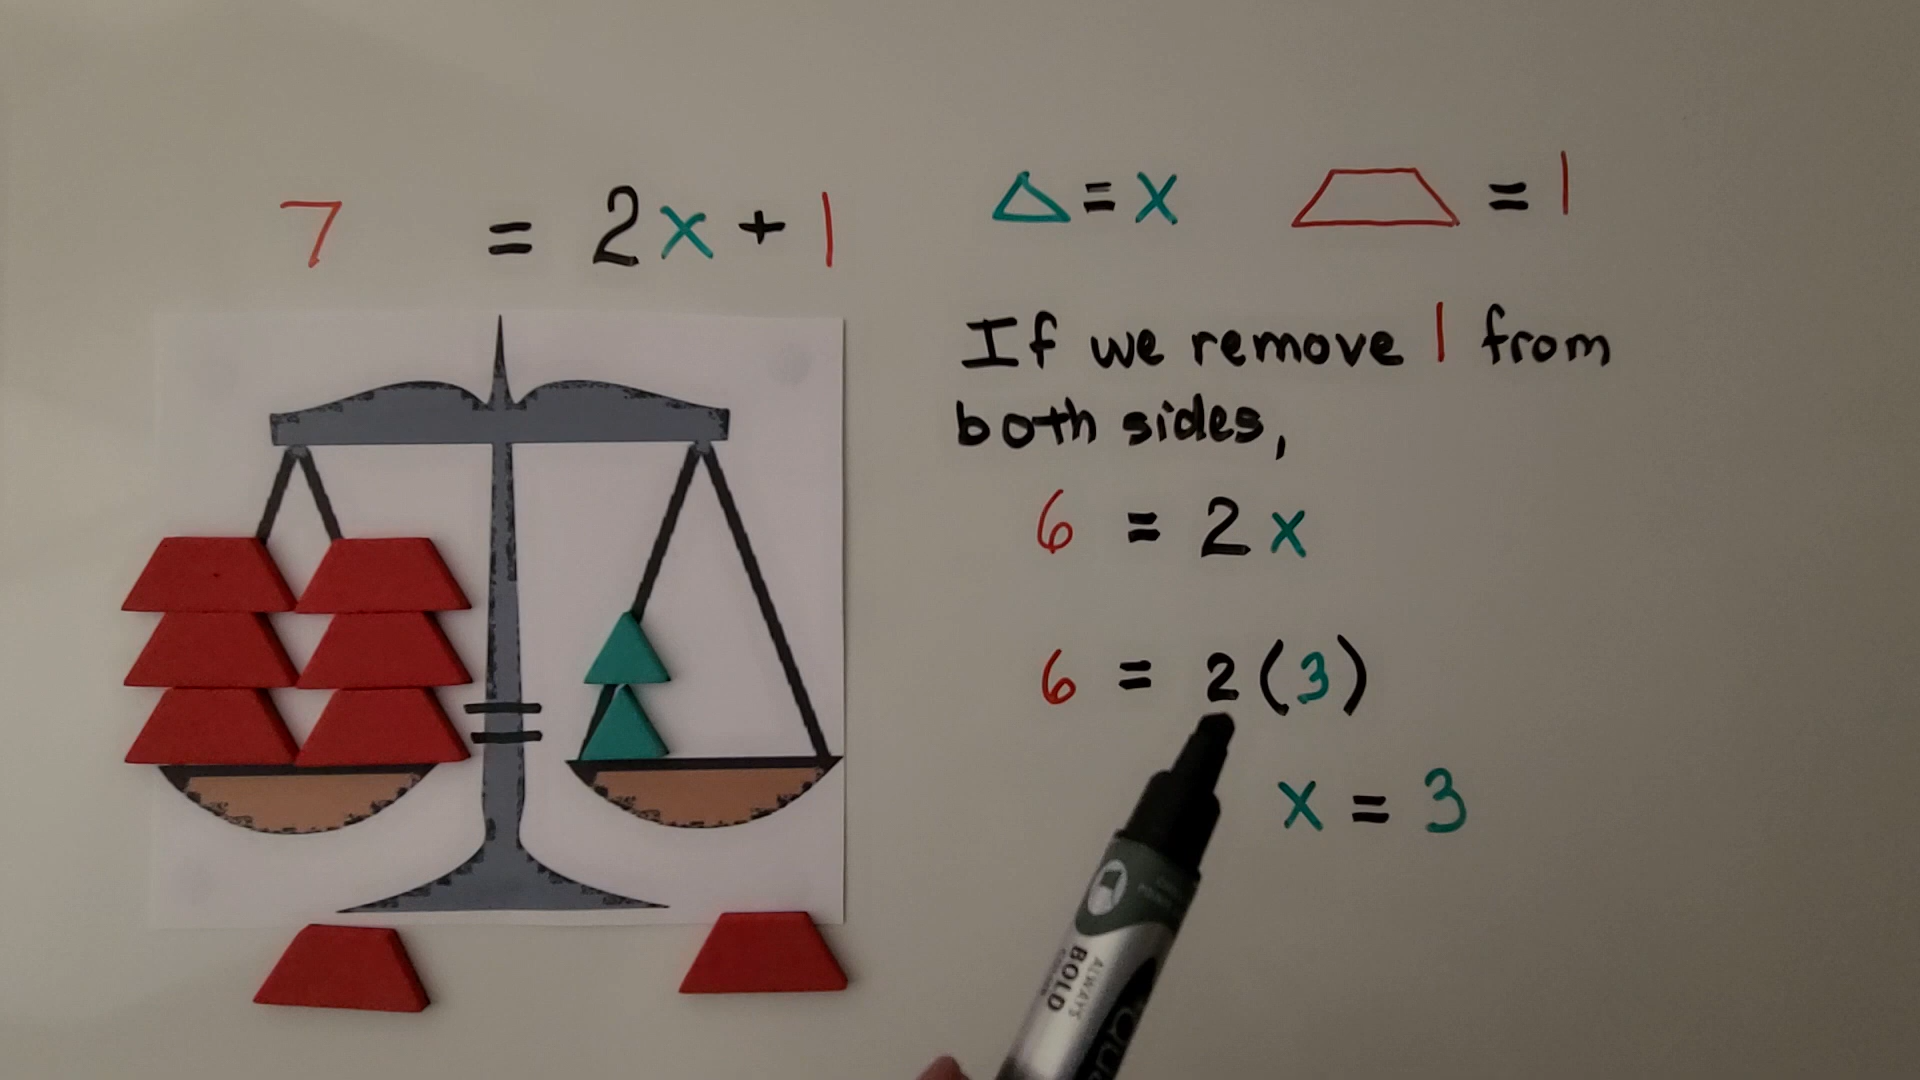 7 = 2x + 1
= x
= 1
If we remove 1 from
both sides,
6 = 2x
6 = 2(3)
x = 3
ALWAYS
BOLD